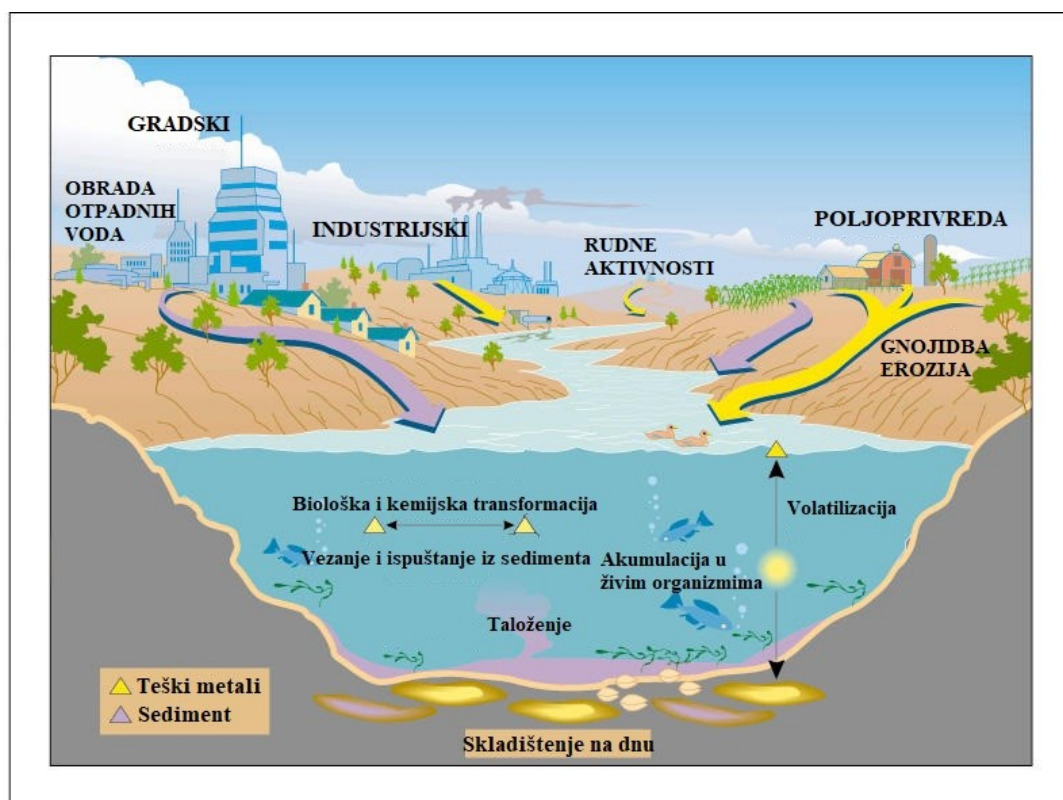 GRADSKI
OBRADA
OTPADNIH
VODA
INDUSTRIJSKI
RUDNE
AKTIVNOSTI
POLJOPRIVREDA
GNOJIDBA
EROZIJA
Biološka i kemijska transformacija
Vezanje i ispuštanje iz sedimenta
Akumulacija u
živim organizmima
Volatilizacija
Taloženje
Teški metali
Sediment
Skladištenje na dnu